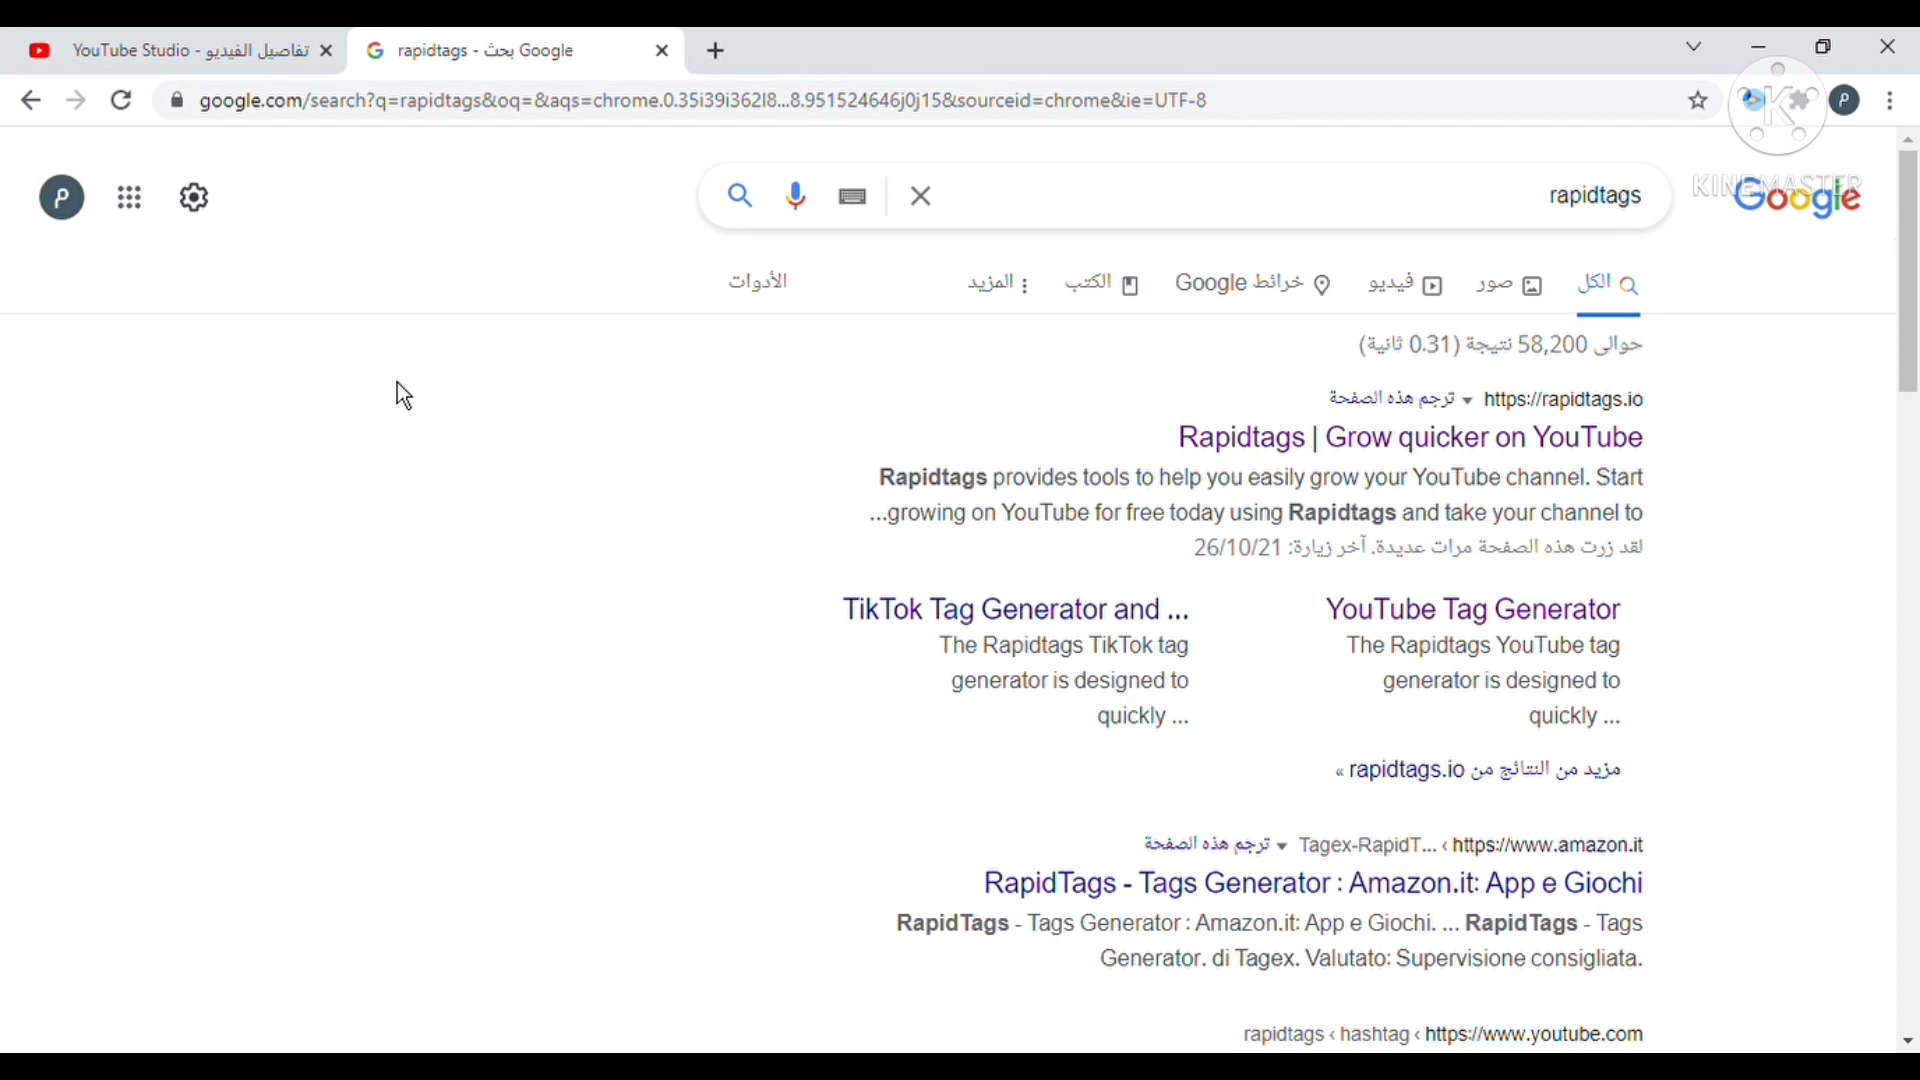 YouTube Studio - تفاصيل الفيديو
rapidtags - بحث Google
google.com/search?q=rapidtags&oq=&aqs=chrome.0.35i39i362l8...8.951524646j0j15&sourceid=chrome&ie=UTF-8
K
م
م
rapidtags
KINEMASTER
Google
الكل
صور
فيديو
خرائط Google
الكتب
المزيد
الأدوات
حوالى 58,200 نتيجة (0.31 ثانية)
https://rapidtags.io ترجم هذه الصفحة
Rapidtags | Grow quicker on YouTube
Rapidtags provides tools to help you easily grow your YouTube channel. Start
...growing on YouTube for free today using Rapidtags and take your channel to
لقد زرت هذه الصفحة مرات عديدة. آخر زيارة: 26/10/21
YouTube Tag Generator
The Rapidtags YouTube tag
generator is designed to
quickly ...
TikTok Tag Generator and ...
The Rapidtags TikTok tag
generator is designed to
quickly ...
مزيد من النتائج من rapidtags.io »
https://www.amazon.it › Tagex-RapidT... ترجم هذه الصفحة
RapidTags - Tags Generator : Amazon.it: App e Giochi
RapidTags - Tags Generator : Amazon.it: App e Giochi. ... RapidTags - Tags
Generator. di Tagex. Valutato: Supervisione consigliata.
https://www.youtube.com › hashtag › rapidtags